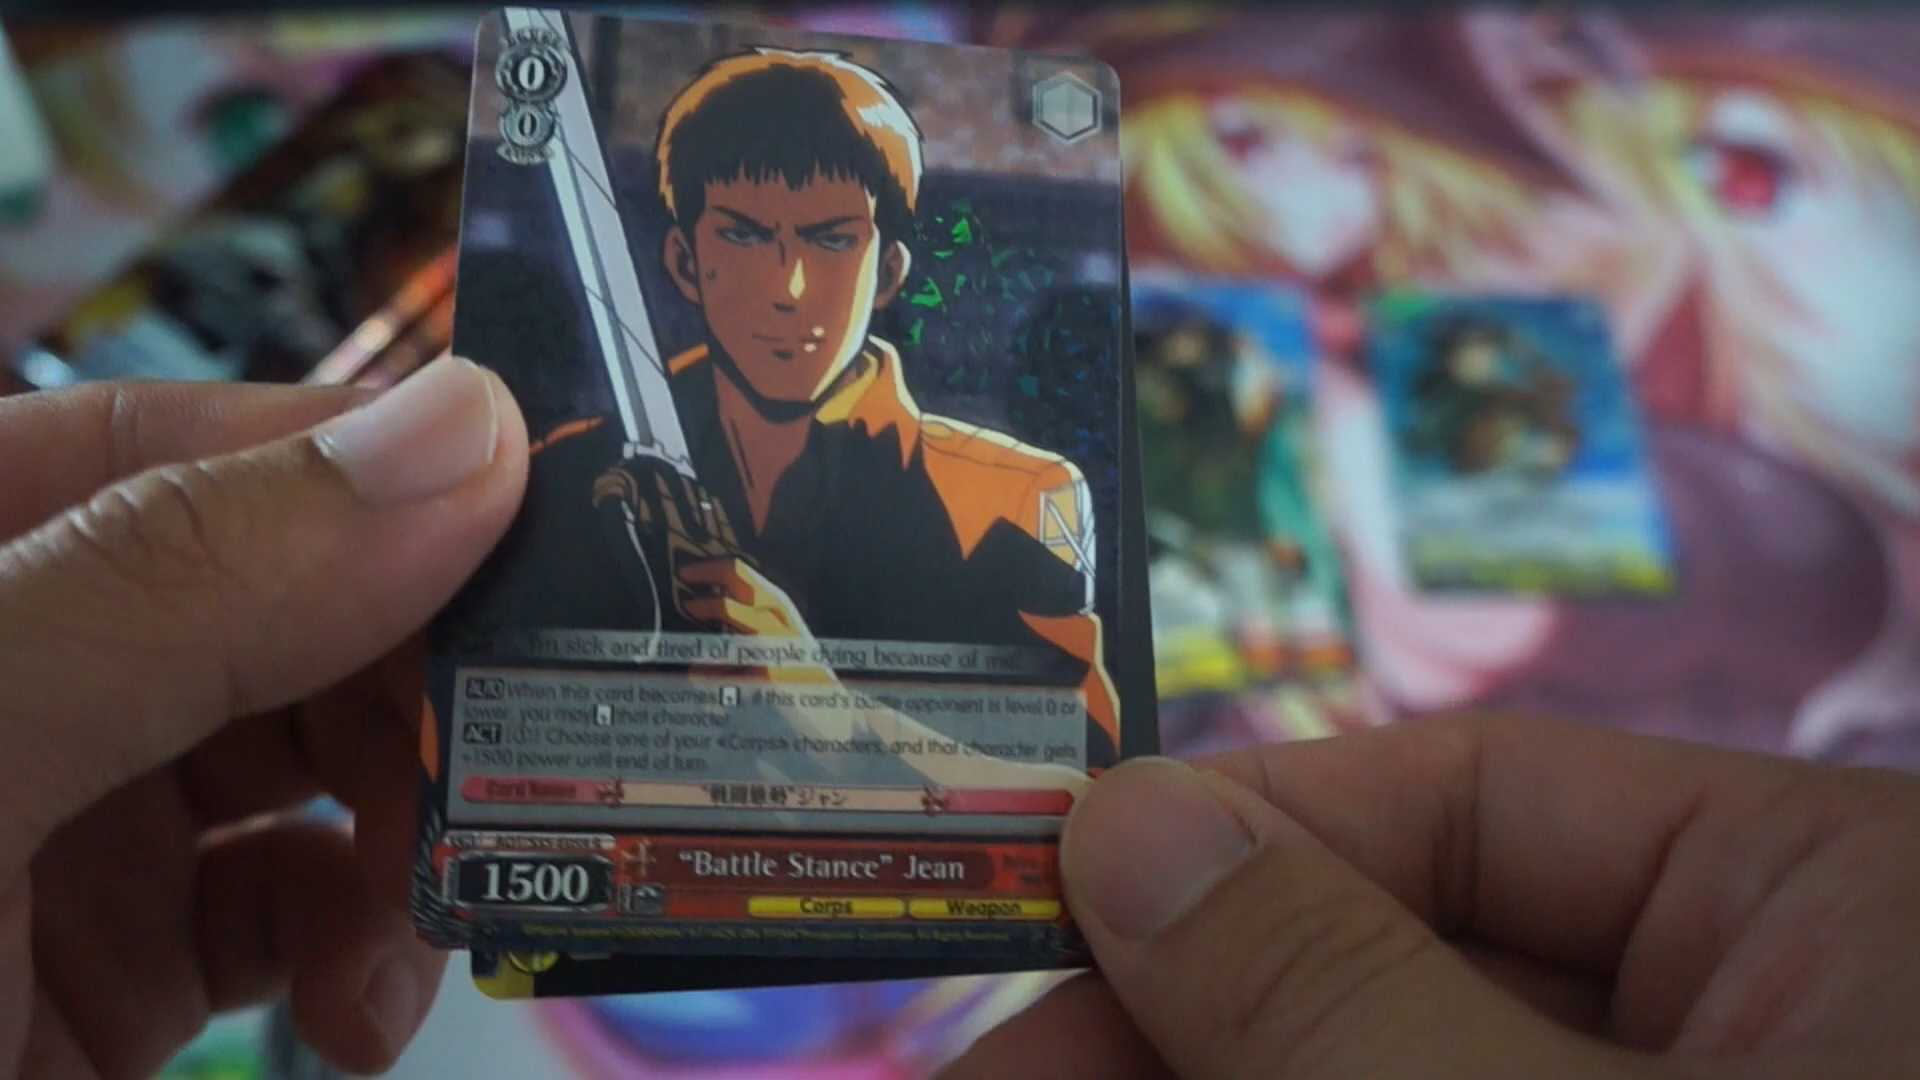 0
0
I'm sick and tired of people dying because of me.
AUTO When this card becomes , if this card's battle opponent is level 0 or
lower, you may that character.
ACT Choose one of your «Corps» characters, and that character gets
+1500 power until end of turn.
Card Name "戦闘態勢"ジャン
1500 "Battle Stance" Jean
Corps Weapon